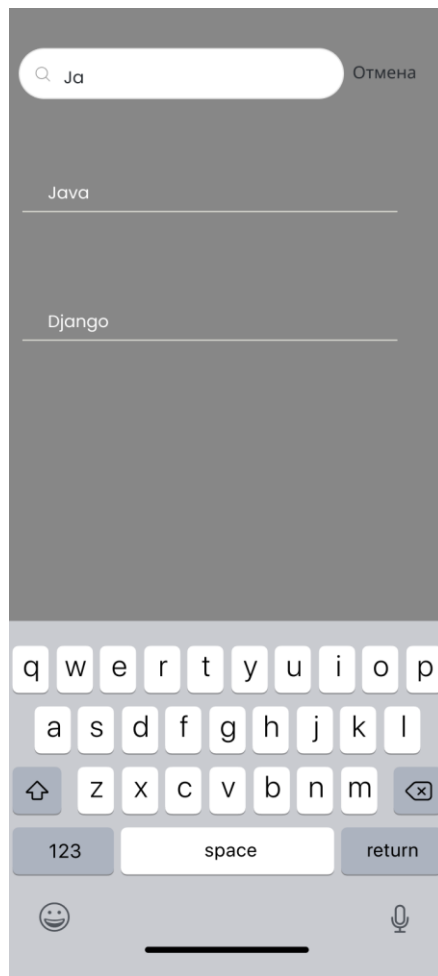 Ja
Отмена
Java
Django
q w e r t y u i o p
a s d f g h j k l
z x c v b n m
123 space return